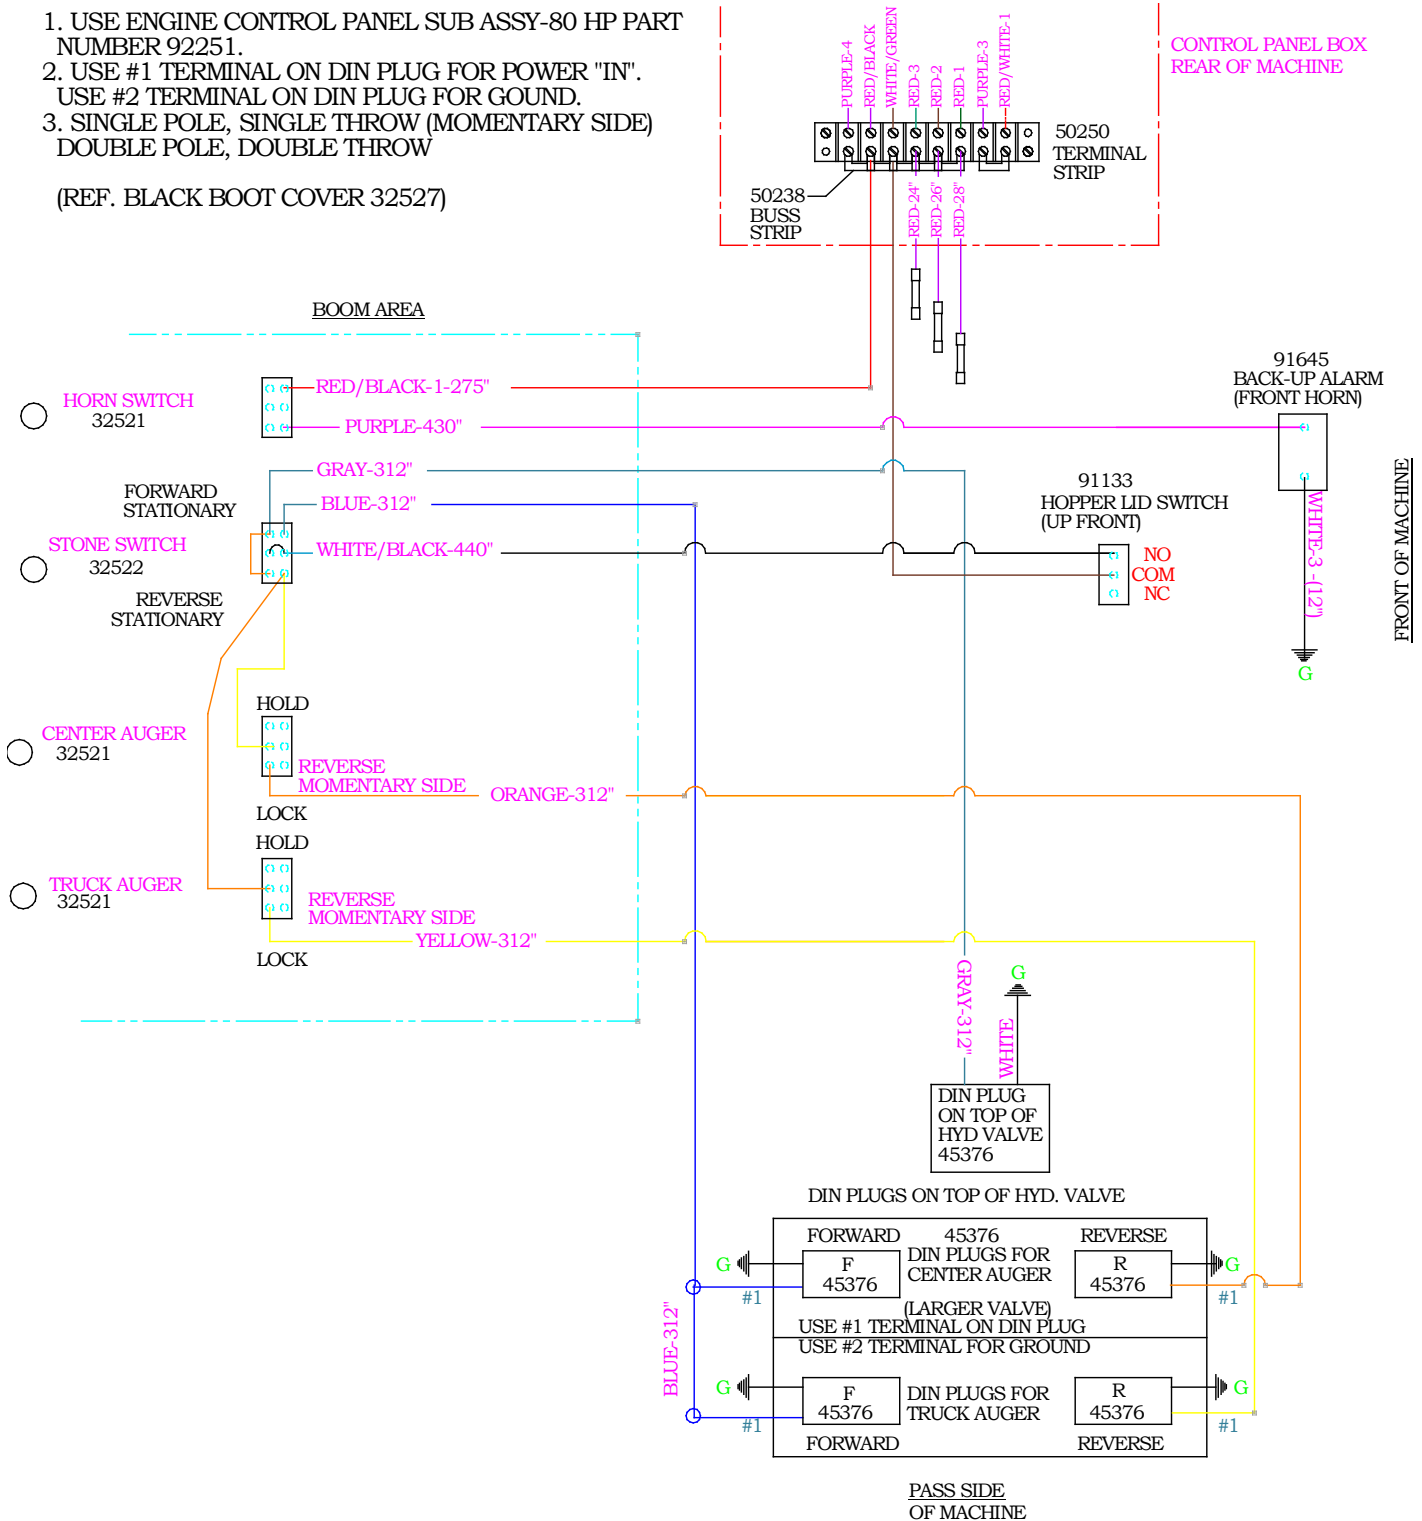 1. USE ENGINE CONTROL PANEL SUB ASSY-80 HP PART
NUMBER 92251.
2. USE #1 TERMINAL ON DIN PLUG FOR POWER "IN".
USE #2 TERMINAL ON DIN PLUG FOR GOUND.
3. SINGLE POLE, SINGLE THROW (MOMENTARY SIDE)
DOUBLE POLE, DOUBLE THROW
(REF. BLACK BOOT COVER 32527)
PURPLE-4
RED/BLACK
WHITE/GREEN
RED-3
RED-2
RED-1
PURPLE-3
RED/WHITE-1
CONTROL PANEL BOX
REAR OF MACHINE
50250
TERMINAL
STRIP
50238
BUSS
STRIP
RED-24"
RED-26"
RED-28"
BOOM AREA
HORN SWITCH
32521
RED/BLACK-1-275"
PURPLE-430"
91645
BACK-UP ALARM
(FRONT HORN)
GRAY-312"
FORWARD
STATIONARY
BLUE-312"
STONE SWITCH
32522
WHITE/BLACK-440"
REVERSE
STATIONARY
91133
HOPPER LID SWITCH
(UP FRONT)
NO
COM
NC
WHITE-3 -(12")
G
FRONT OF MACHINE
HOLD
CENTER AUGER
32521
REVERSE
MOMENTARY SIDE
ORANGE-312"
LOCK
HOLD
TRUCK AUGER
32521
REVERSE
MOMENTARY SIDE
YELLOW-312"
LOCK
GRAY-312"
G
WHITE
DIN PLUG
ON TOP OF
HYD VALVE
45376
DIN PLUGS ON TOP OF HYD. VALVE
FORWARD
45376
REVERSE
G
F
45376
DIN PLUGS FOR
CENTER AUGER
R
45376
G
#1
#1
(LARGER VALVE)
USE #1 TERMINAL ON DIN PLUG
USE #2 TERMINAL FOR GROUND
BLUE-312"
G
F
45376
DIN PLUGS FOR
TRUCK AUGER
R
45376
G
#1
#1
FORWARD
REVERSE
PASS SIDE
OF MACHINE